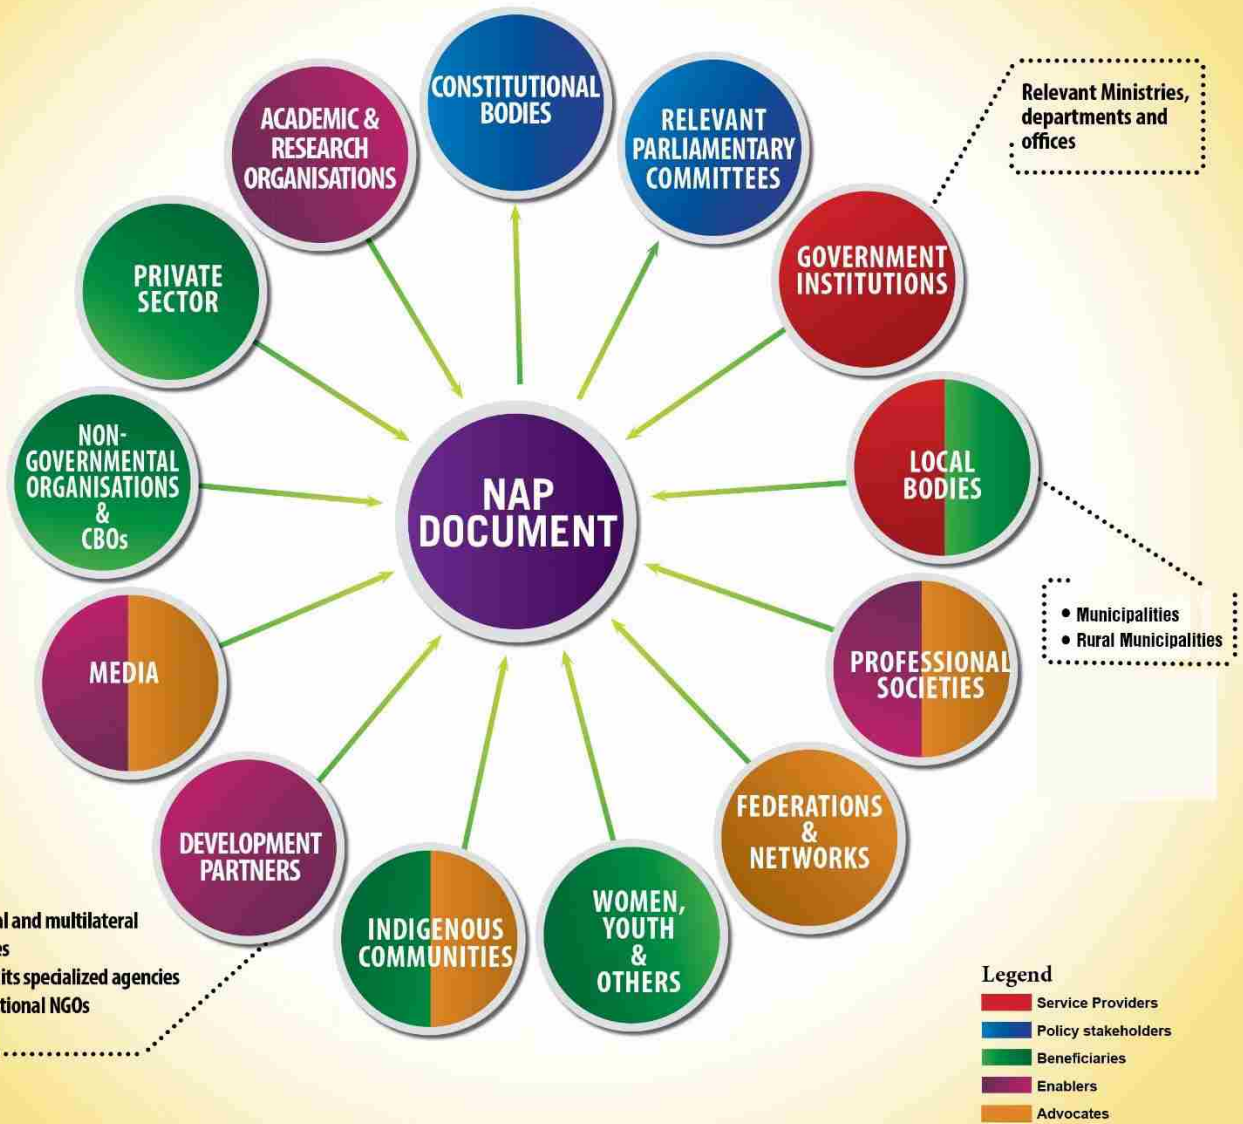 CONSTITUTIONAL
BODIES
RELEVANT
PARLIAMENTARY
COMMITTEES
Relevant Ministries,
departments and
offices
GOVERNMENT
INSTITUTIONS
LOCAL
BODIES
• Municipalities
• Rural Municipalities
PROFESSIONAL
SOCIETIES
FEDERATIONS
&
NETWORKS
WOMEN,
YOUTH
&
OTHERS
INDIGENOUS
COMMUNITIES
DEVELOPMENT
PARTNERS
and multilateral
its specialized agencies
NGOs
MEDIA
NON-
GOVERNMENTAL
ORGANISATIONS
&
CBOs
PRIVATE
SECTOR
ACADEMIC &
RESEARCH
ORGANISATIONS
NAP
DOCUMENT
Legend
Service Providers
Policy stakeholders
Beneficiaries
Enablers
Advocates